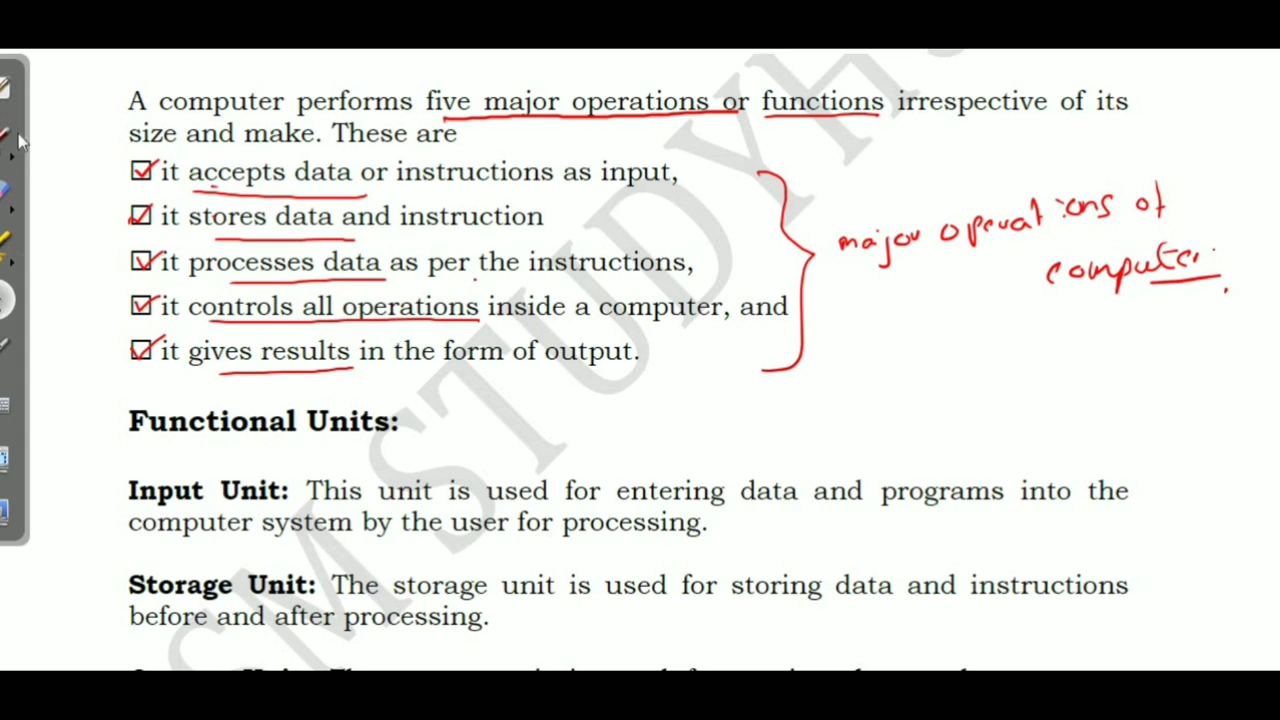 A computer performs five major operations or functions irrespective of its
size and make. These are
it accepts data or instructions as input,
it stores data and instruction
it processes data as per the instructions,
it controls all operations inside a computer, and
it gives results in the form of output.
major operations of
computer.
Functional Units:
Input Unit: This unit is used for entering data and programs into the
computer system by the user for processing.
Storage Unit: The storage unit is used for storing data and instructions
before and after processing.